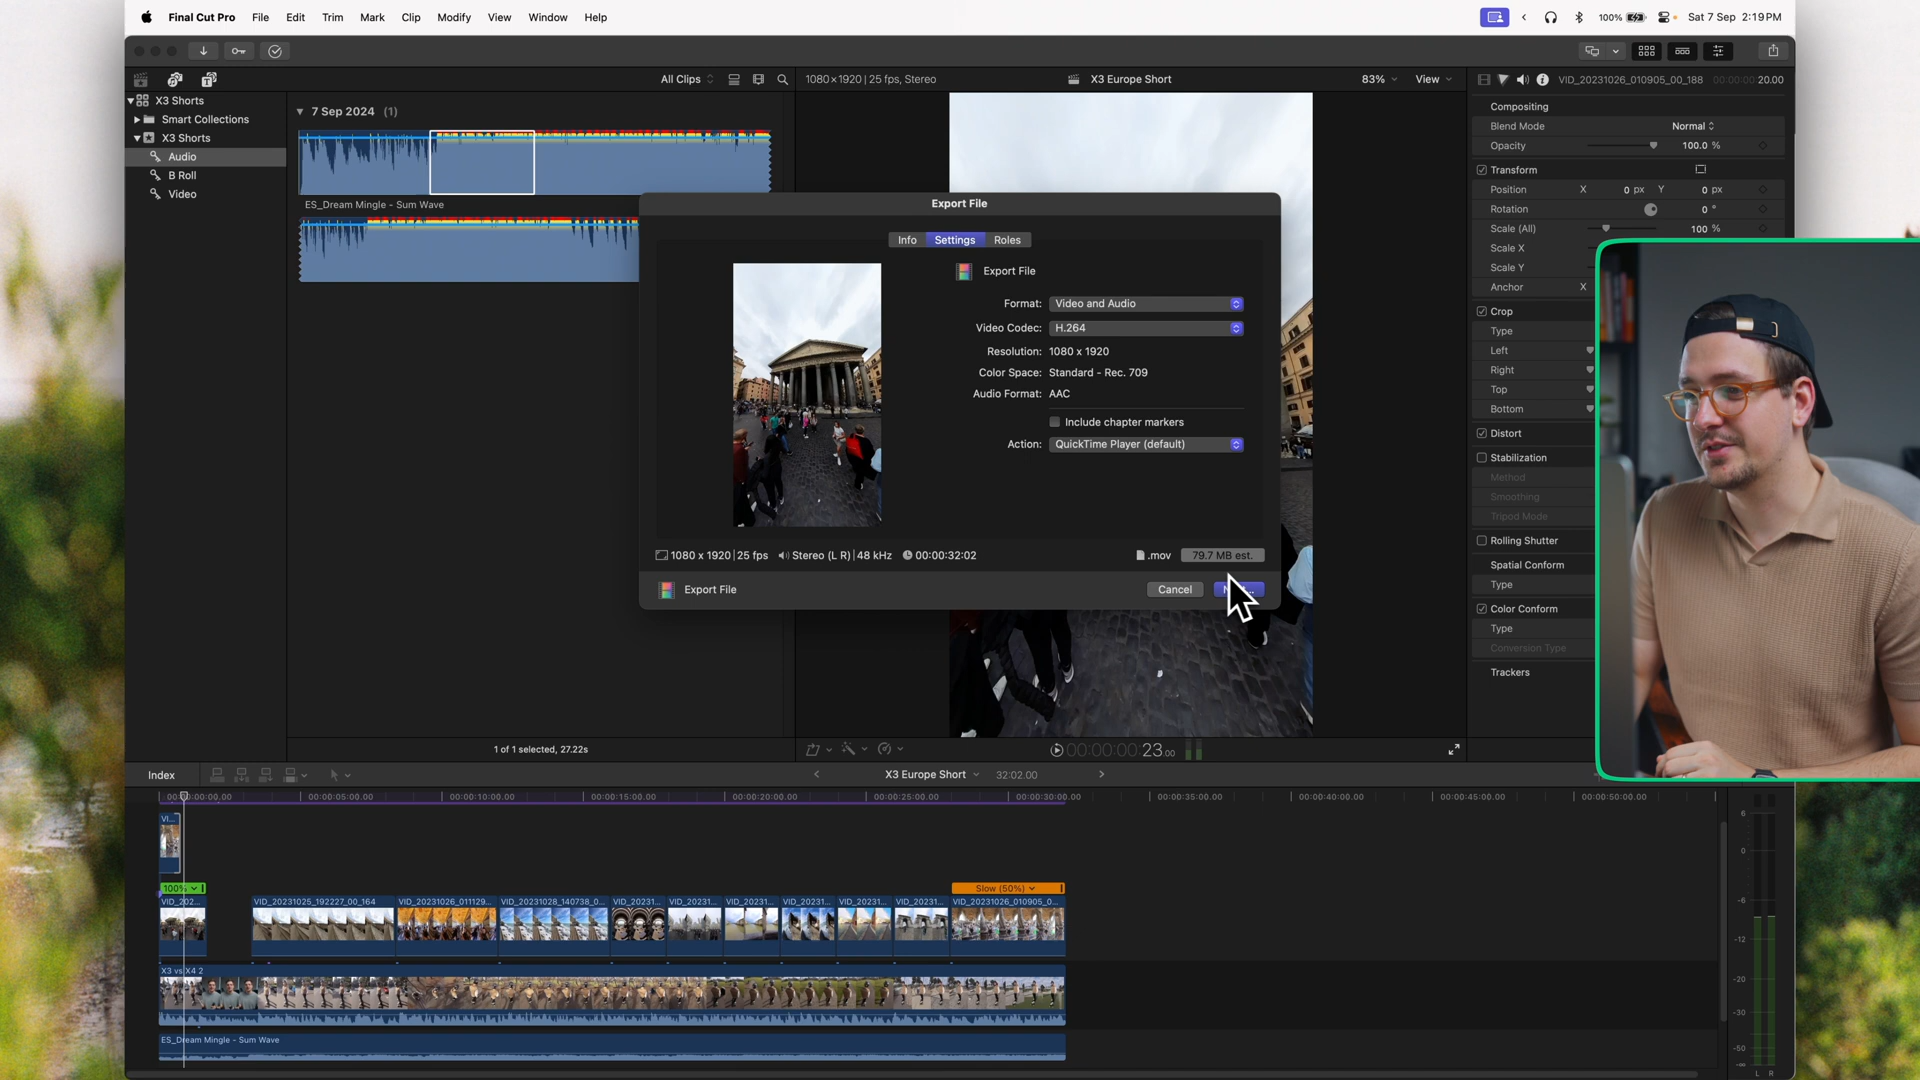 Final Cut Pro File Edit Trim Mark Clip Modify View Window Help
100% Sat 7 Sep 2:19 PM
All Clips
1080×1920 | 25 fps, Stereo
X3 Europe Short
83% View
VID_20231026_010905_00_188 00:00:00:20.00
X3 Shorts
Smart Collections
X3 Shorts
Audio
B Roll
Video
7 Sep 2024 (1)
ES_Dream Mingle - Sum Wave
1 of 1 selected, 27.22s
Export File
Info Settings Roles
Export File
Format: Video and Audio
Video Codec: H.264
Resolution: 1080 x 1920
Color Space: Standard - Rec. 709
Audio Format: AAC
Include chapter markers
Action: QuickTime Player (default)
1080 x 1920 | 25 fps Stereo (L R) | 48 kHz 00:00:32:02
.mov 79.7 MB est.
Export File
Cancel
Compositing
Blend Mode Normal
Opacity 100.0 %
Transform
Position X 0 px Y 0 px
Rotation 0 °
Scale (All) 100 %
Scale X
Scale Y
Anchor X
Crop
Type
Left
Right
Top
Bottom
Distort
Stabilization
Method
Smoothing
Tripod Mode
Rolling Shutter
Spatial Conform
Type
Color Conform
Type
Conversion Type
Trackers
00:00:00:23.00
Index
X3 Europe Short 32:02.00
00:00:00:00.00 00:00:05:00.00 00:00:10:00.00 00:00:15:00.00 00:00:20:00.00 00:00:25:00.00 00:00:30:00.00 00:00:35:00.00 00:00:40:00.00 00:00:45:00.00 00:00:50:00.00
VI...
100% Slow (50%)
VID_202... VID_20231025_192227_00_164 VID_20231026_011129... VID_20231028_140738_0... VID_20231... VID_20231... VID_20231... VID_20231... VID_20231... VID_20231... VID_20231026_010905_0...
X3 vs X4 2
ES_Dream Mingle - Sum Wave
6
0
-6
-12
-20
-30
-50
-∞
L R